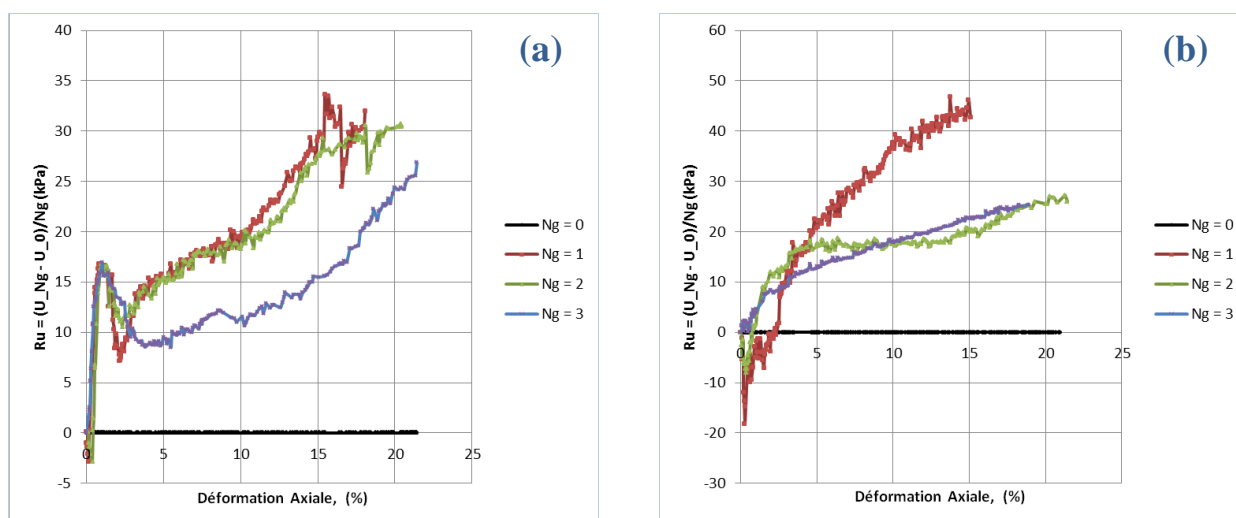 (a)
Ru = (U_Ng - U_0)/Ng (kPa)
40
35
30
25
20
15
10
5
0
-5
0 5 10 15 20 25
Déformation Axiale, (%)
Ng = 0
Ng = 1
Ng = 2
Ng = 3
(b)
Ru = (U_Ng - U_0)/Ng (kPa)
60
50
40
30
20
10
0
-10
-20
-30
0 5 10 15 20 25
Déformation Axiale, (%)
Ng = 0
Ng = 1
Ng = 2
Ng = 3